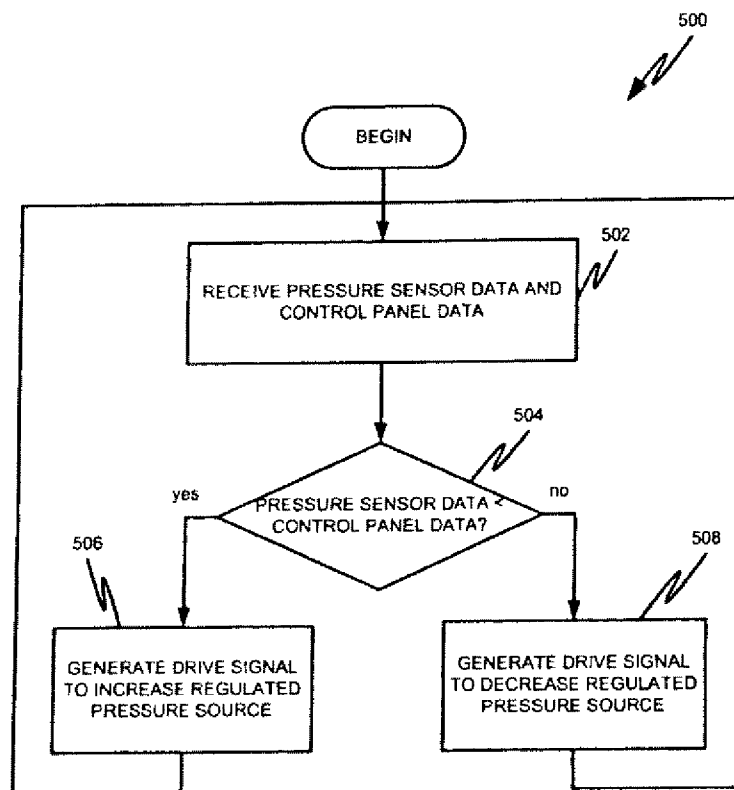 500
BEGIN
502
RECEIVE PRESSURE SENSOR DATA AND
CONTROL PANEL DATA
504
yes
no
PRESSURE SENSOR DATA <
CONTROL PANEL DATA?
506
508
GENERATE DRIVE SIGNAL
TO INCREASE REGULATED
PRESSURE SOURCE
GENERATE DRIVE SIGNAL
TO DECREASE REGULATED
PRESSURE SOURCE